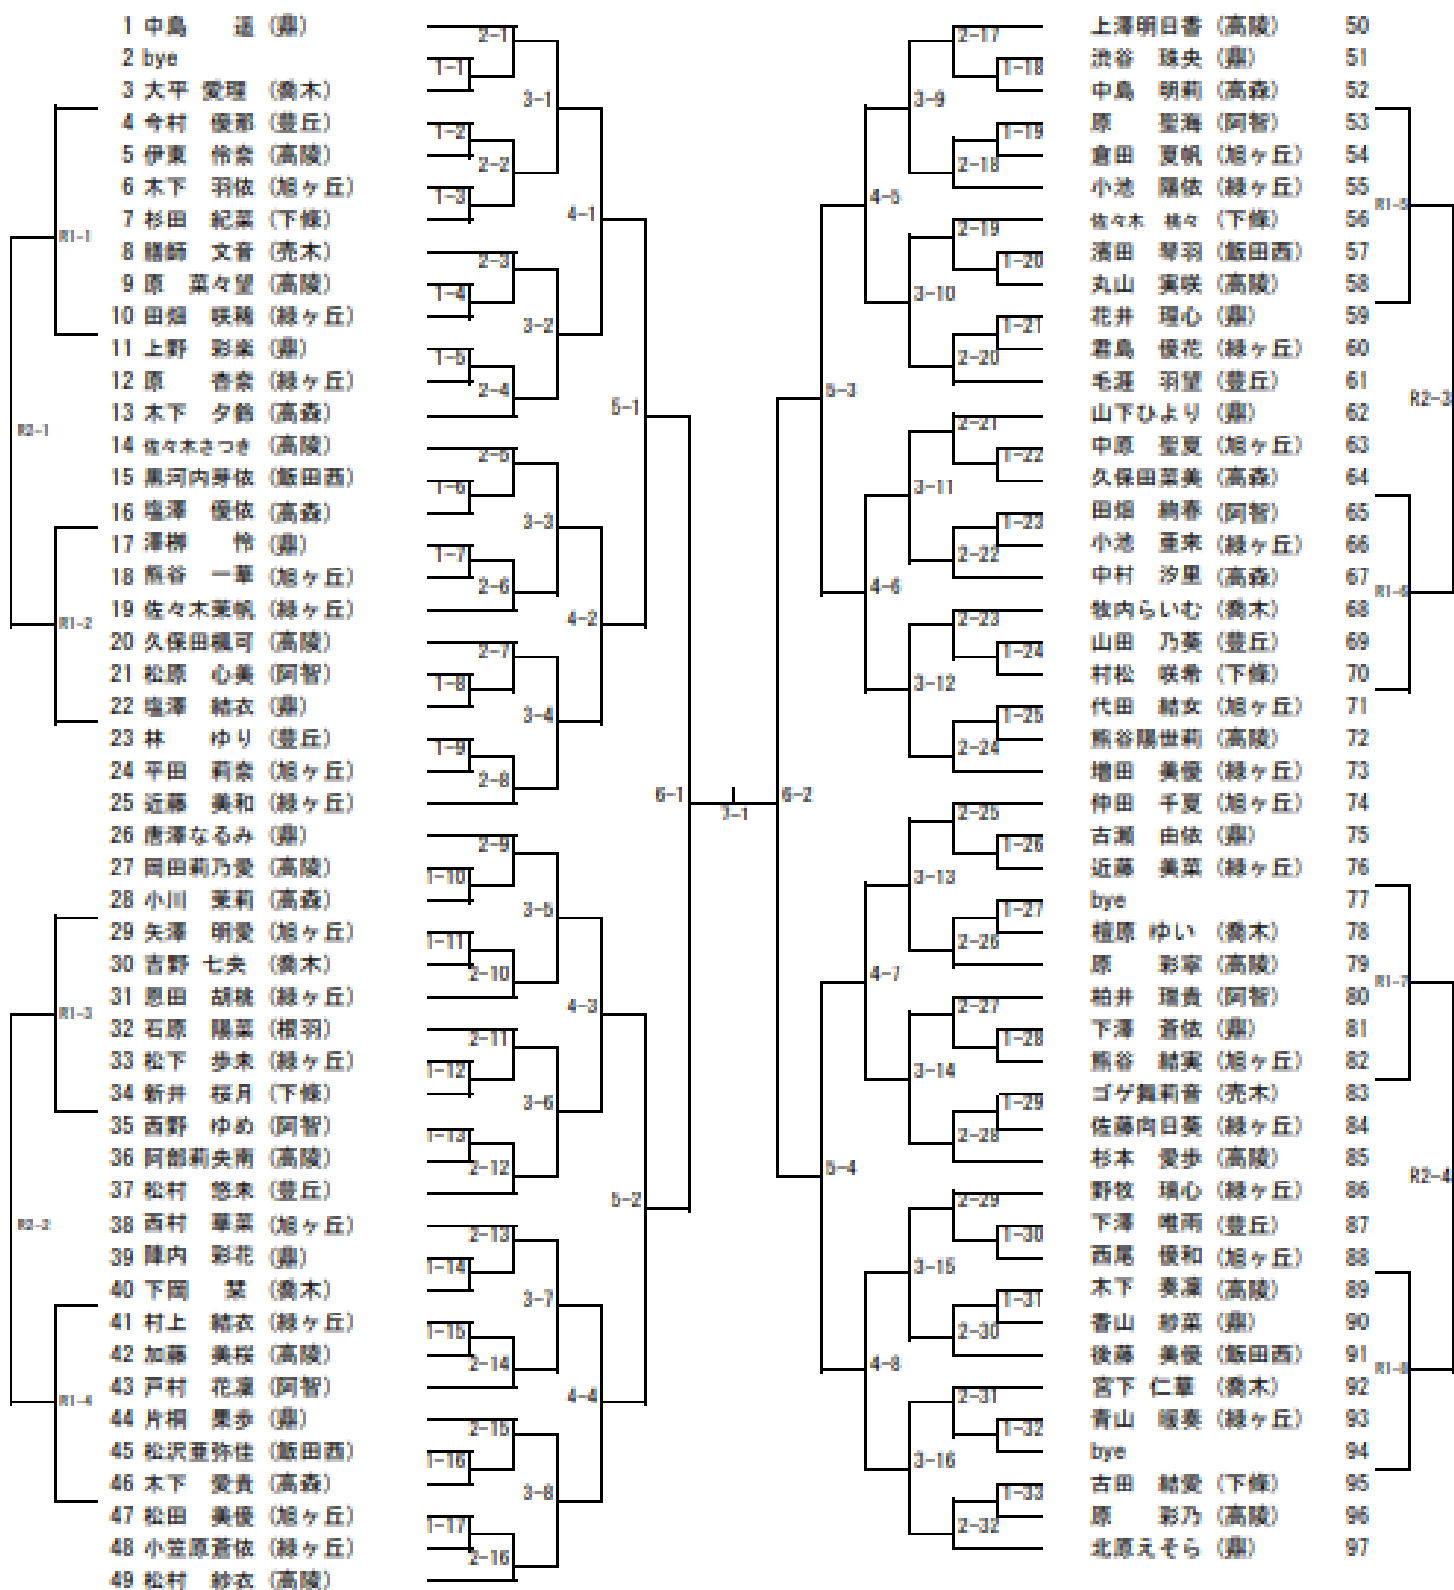 1 中島 遥 (鼎)
2 bye
3 大平 愛理 (喬木)
4 今村 優那 (豊丘)
5 伊東 伶奈 (高陵)
6 木下 羽依 (旭ヶ丘)
7 杉田 紀菜 (下條)
8 膳師 文音 (売木)
9 原 菜々望 (高陵)
10 田畑 咲穂 (緑ヶ丘)
11 上野 彩楽 (鼎)
12 原 杏奈 (緑ヶ丘)
13 木下 夕鈴 (高森)
14 佐々木さつき (高陵)
15 黒河内芽依 (飯田西)
16 塩澤 優依 (高森)
17 澤柳 怜 (鼎)
18 熊谷 一華 (旭ヶ丘)
19 佐々木茉帆 (緑ヶ丘)
20 久保田楓可 (高陵)
21 松原 心美 (阿智)
22 塩澤 結衣 (鼎)
23 林 ゆり (豊丘)
24 平田 莉奈 (旭ヶ丘)
25 近藤 美和 (緑ヶ丘)
26 唐澤なるみ (鼎)
27 岡田莉乃愛 (高陵)
28 小川 茉莉 (高森)
29 矢澤 明愛 (旭ヶ丘)
30 吉野 七央 (喬木)
31 恩田 胡桃 (緑ヶ丘)
32 石原 陽菜 (根羽)
33 松下 歩未 (緑ヶ丘)
34 新井 桜月 (下條)
35 西野 ゆめ (阿智)
36 阿部莉央南 (高陵)
37 松村 悠未 (豊丘)
38 西村 華菜 (旭ヶ丘)
39 陣内 彩花 (鼎)
40 下岡 栞 (喬木)
41 村上 結衣 (緑ヶ丘)
42 加藤 美桜 (高陵)
43 戸村 花凜 (阿智)
44 片桐 果歩 (鼎)
45 松沢亜弥佳 (飯田西)
46 木下 愛貴 (高森)
47 松田 美優 (旭ヶ丘)
48 小笠原蒼依 (緑ヶ丘)
49 松村 紗衣 (高陵)
R1-1
R2-1
R1-2
R1-3
R2-2
R1-4
1-1
1-2
1-3
1-4
1-5
1-6
1-7
1-8
1-9
1-10
1-11
1-12
1-13
1-14
1-15
1-16
1-17
2-1
2-2
2-3
2-4
2-5
2-6
2-7
2-8
2-9
2-10
2-11
2-12
2-13
2-14
2-15
2-16
3-1
3-2
3-3
3-4
3-5
3-6
3-7
3-8
4-1
4-2
4-3
4-4
5-1
5-2
6-1
7-1
6-2
5-3
5-4
4-5
4-6
4-7
4-8
3-9
3-10
3-11
3-12
3-13
3-14
3-15
3-16
2-17
2-18
2-19
2-20
2-21
2-22
2-23
2-24
2-25
2-26
2-27
2-28
2-29
2-30
2-31
2-32
1-18
1-19
1-20
1-21
1-22
1-23
1-24
1-25
1-26
1-27
1-28
1-29
1-30
1-31
1-32
1-33
上澤明日香 (高陵) 50
渋谷 珠央 (鼎) 51
中島 明莉 (高森) 52
原 聖海 (阿智) 53
倉田 夏帆 (旭ヶ丘) 54
小池 陽依 (緑ヶ丘) 55
佐々木 桃々 (下條) 56
濱田 琴羽 (飯田西) 57
丸山 実咲 (高陵) 58
花井 理心 (鼎) 59
君島 優花 (緑ヶ丘) 60
毛涯 羽望 (豊丘) 61
山下ひより (鼎) 62
中原 聖夏 (旭ヶ丘) 63
久保田菜美 (高森) 64
田畑 絢春 (阿智) 65
小池 亜来 (緑ヶ丘) 66
中村 汐里 (高森) 67
牧内らいむ (喬木) 68
山田 乃葵 (豊丘) 69
村松 咲希 (下條) 70
代田 結女 (旭ヶ丘) 71
熊谷陽世莉 (高陵) 72
増田 美優 (緑ヶ丘) 73
仲田 千夏 (旭ヶ丘) 74
古瀬 由依 (鼎) 75
近藤 美菜 (緑ヶ丘) 76
bye 77
檀原 ゆい (喬木) 78
原 彩寧 (高陵) 79
柏井 瑞貴 (阿智) 80
下澤 蒼依 (鼎) 81
熊谷 結実 (旭ヶ丘) 82
ゴゲ舞莉音 (売木) 83
佐藤向日葵 (緑ヶ丘) 84
杉本 愛歩 (高陵) 85
野牧 瑞心 (緑ヶ丘) 86
下澤 唯雨 (豊丘) 87
西尾 優和 (旭ヶ丘) 88
木下 奏凜 (高陵) 89
香山 紗菜 (鼎) 90
後藤 美優 (飯田西) 91
宮下 仁華 (喬木) 92
青山 暖奏 (緑ヶ丘) 93
bye 94
古田 結愛 (下條) 95
原 彩乃 (高陵) 96
北原えそら (鼎) 97
R1-5
R2-3
R1-6
R1-7
R2-4
R1-8